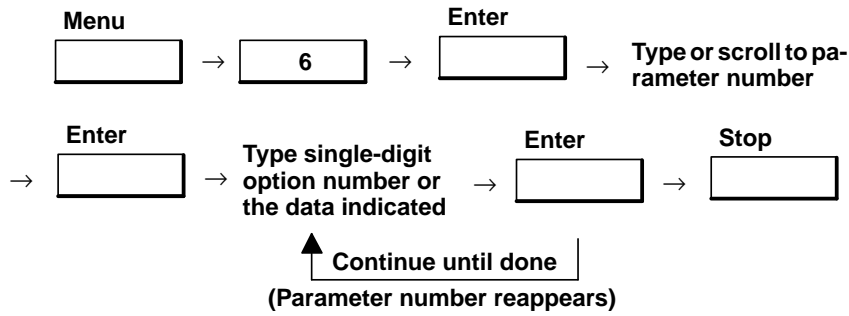 Menu
Enter
→ 6 → → Type or scroll to pa-
rameter number
Enter
Enter
Stop
→ → Type single-digit
option number or
the data indicated → →
Continue until done
(Parameter number reappears)